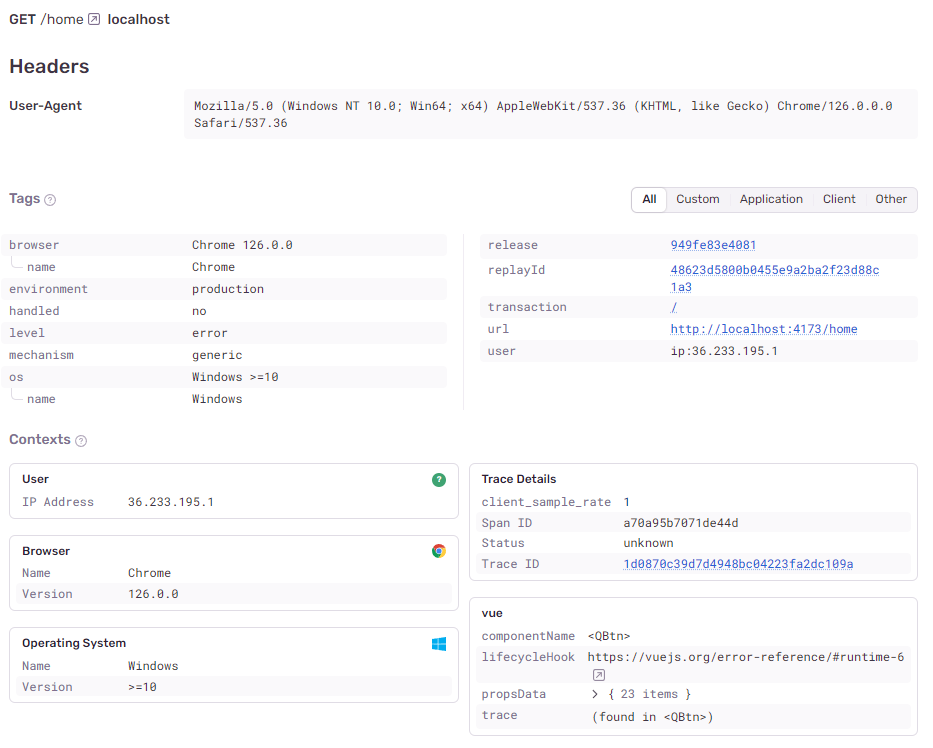 GET /home localhost
Headers
User-Agent
Mozilla/5.0 (Windows NT 10.0; Win64; x64) AppleWebKit/537.36 (KHTML, like Gecko) Chrome/126.0.0.0
Safari/537.36
Tags ?
All Custom Application Client Other
browser Chrome 126.0.0
name Chrome
environment production
handled no
level error
mechanism generic
os Windows >=10
name Windows
release 949fe83e4081
replayId 48623d5800b0455e9a2ba2f23d88c
1a3
transaction /
url http://localhost:4173/home
user ip:36.233.195.1
Contexts ?
User ?
IP Address 36.233.195.1
Browser
Name Chrome
Version 126.0.0
Operating System
Name Windows
Version >=10
Trace Details
client_sample_rate 1
Span ID a70a95b7071de44d
Status unknown
Trace ID 1d0870c39d7d4948bc04223fa2dc109a
vue
componentName <QBtn>
lifecycleHook https://vuejs.org/error-reference/#runtime-6
propsData > { 23 items }
trace (found in <QBtn>)